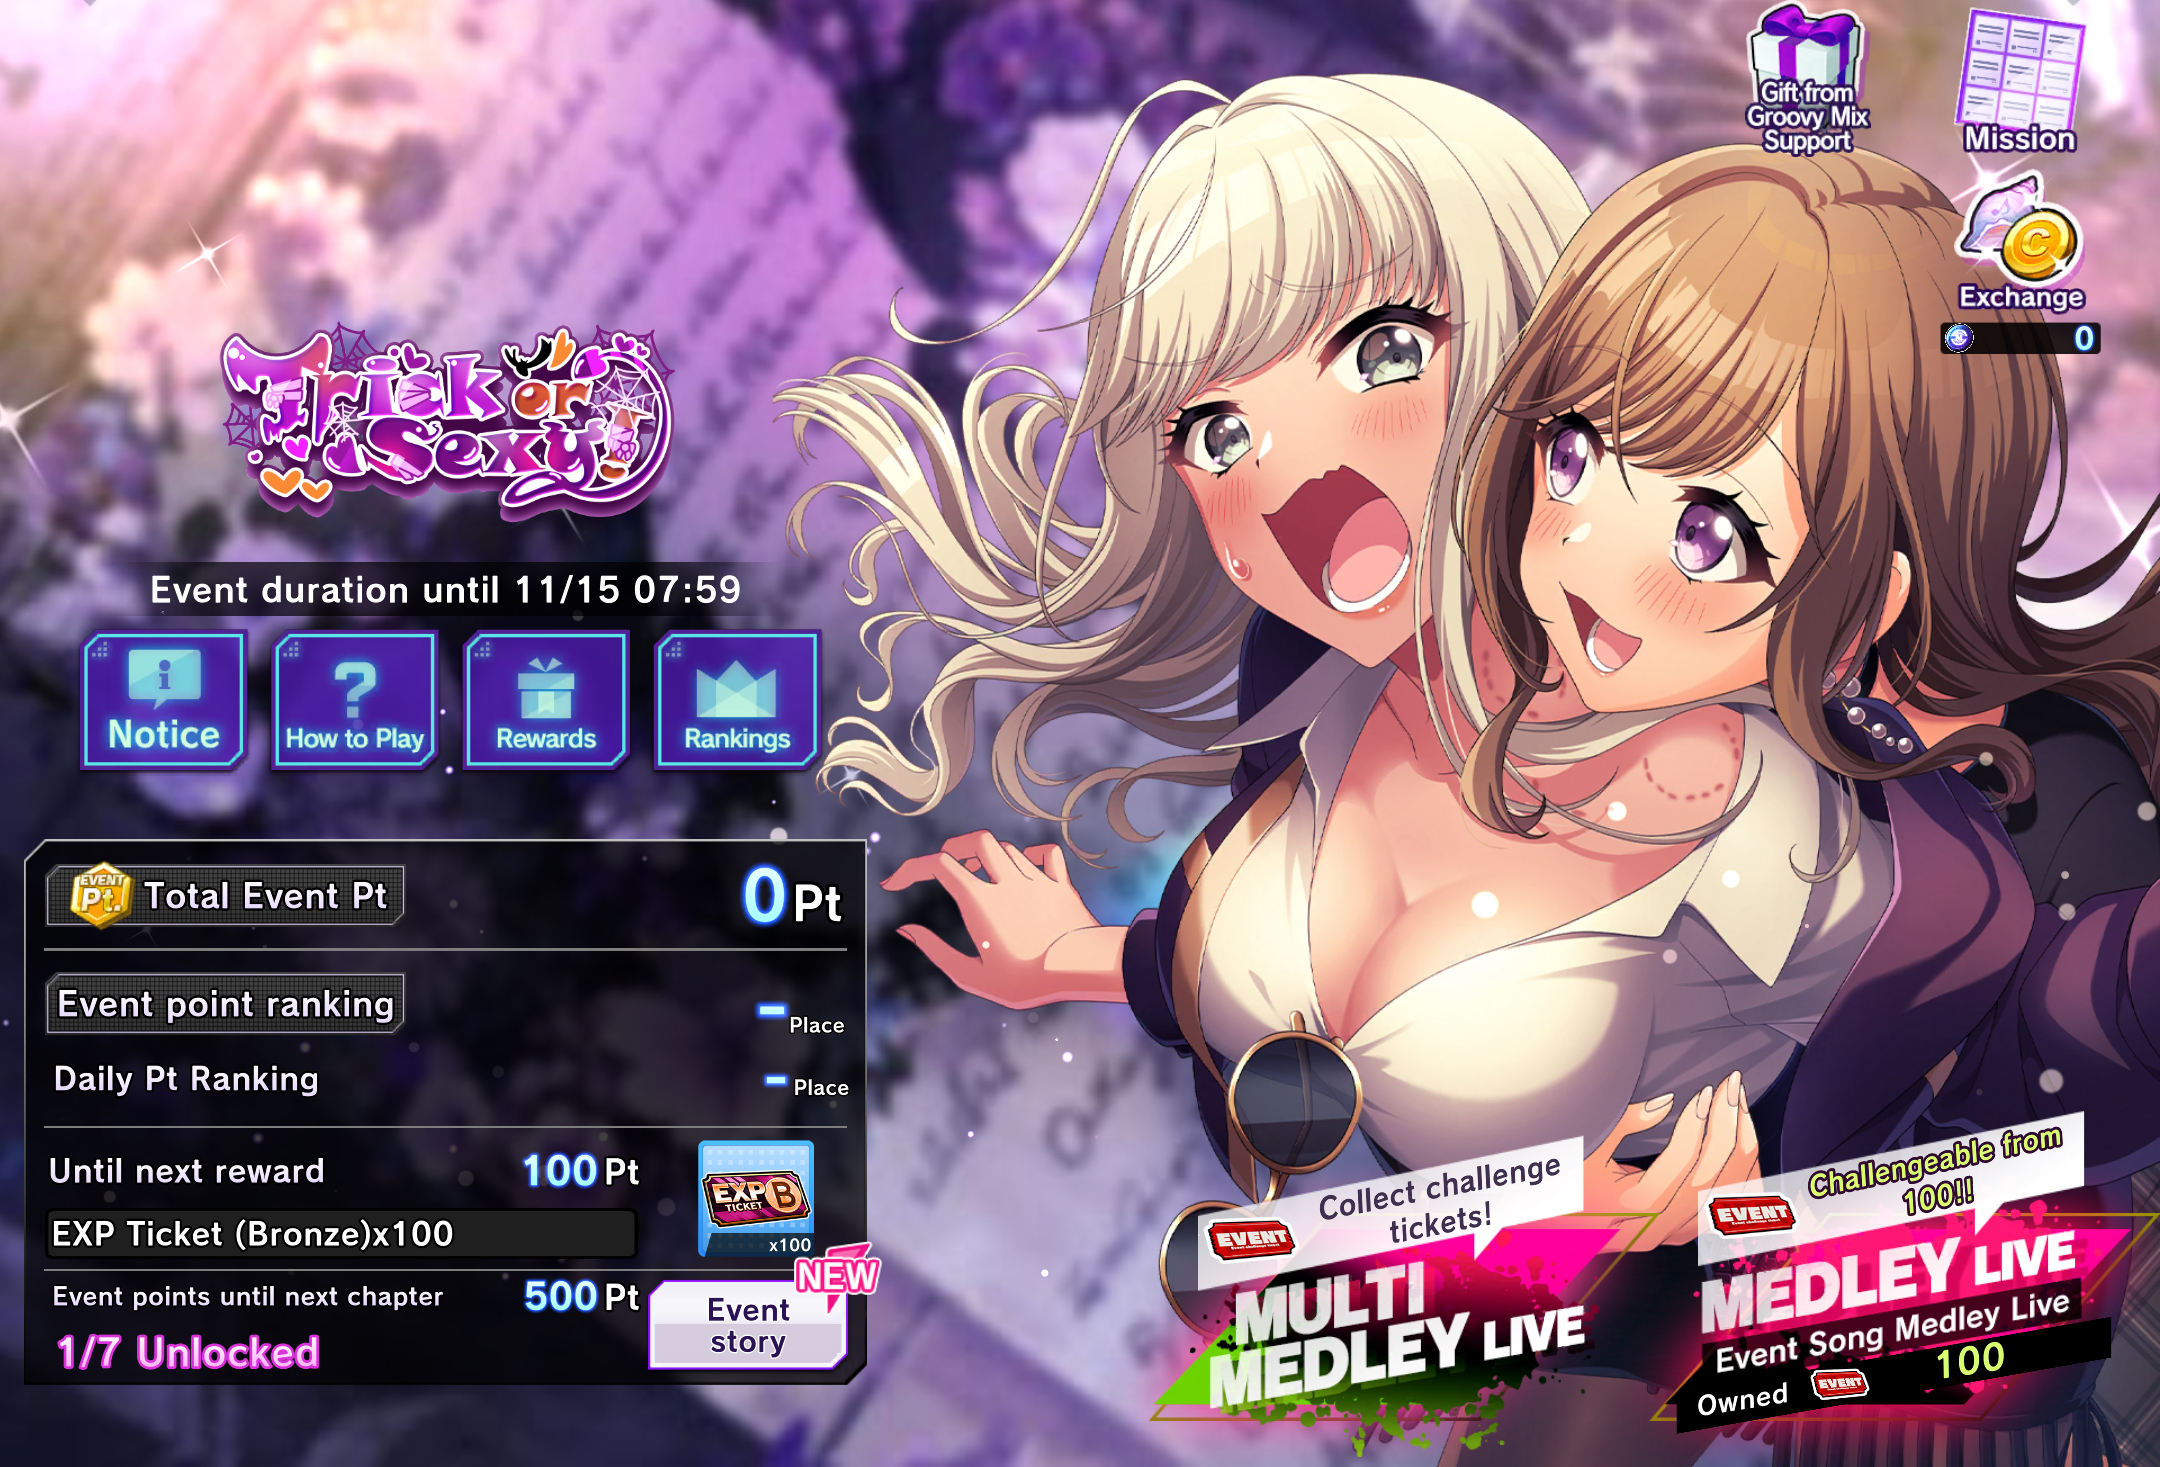 Gift from
Groovy Mix
Support
Mission
Exchange
0
Trick or
Sexy!
Event duration until 11/15 07:59
Notice
How to Play
Rewards
Rankings
EVENT
Pt.
Total Event Pt
0 Pt
Event point ranking
- Place
Daily Pt Ranking
- Place
Until next reward
100 Pt
EXP Ticket (Bronze)x100
EXP B
TICKET
x100
Event points until next chapter
500 Pt
1/7 Unlocked
NEW
Event
story
EVENT
Collect challenge
tickets!
MULTI
MEDLEY LIVE
EVENT
Challengeable from
100!!
MEDLEY LIVE
Event Song Medley Live
Owned
EVENT
100